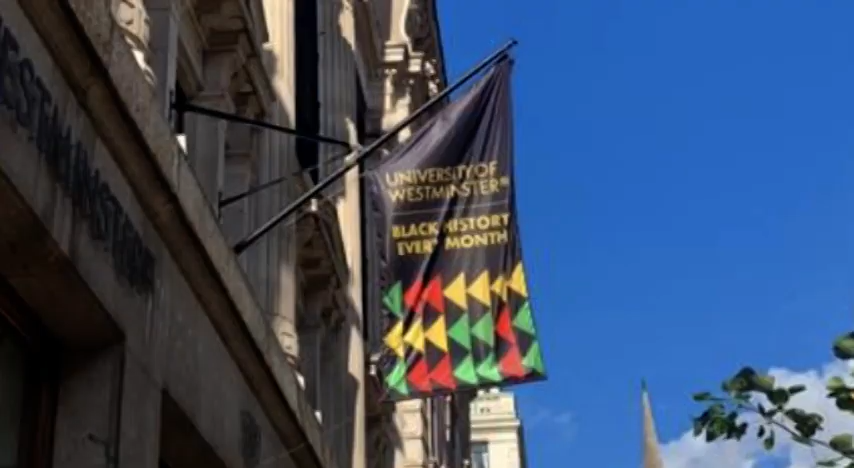 WESTMINSTER
UNIVERSITY OF
WESTMINSTER
BLACK HISTORY
EVERY MONTH